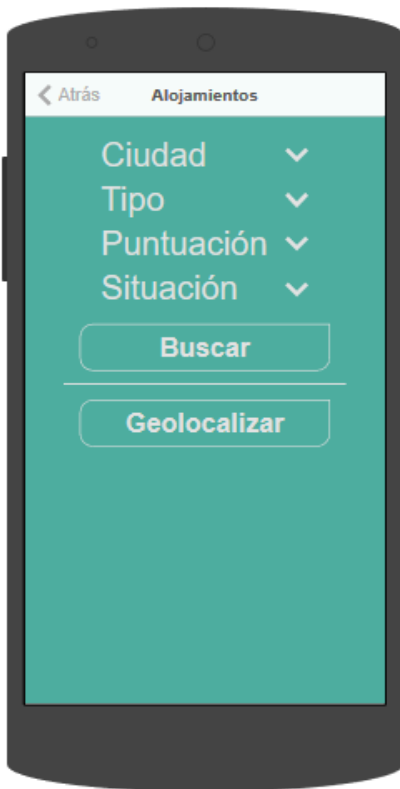 Atrás Alojamientos
Ciudad
Tipo
Puntuación
Situación
Buscar
Geolocalizar